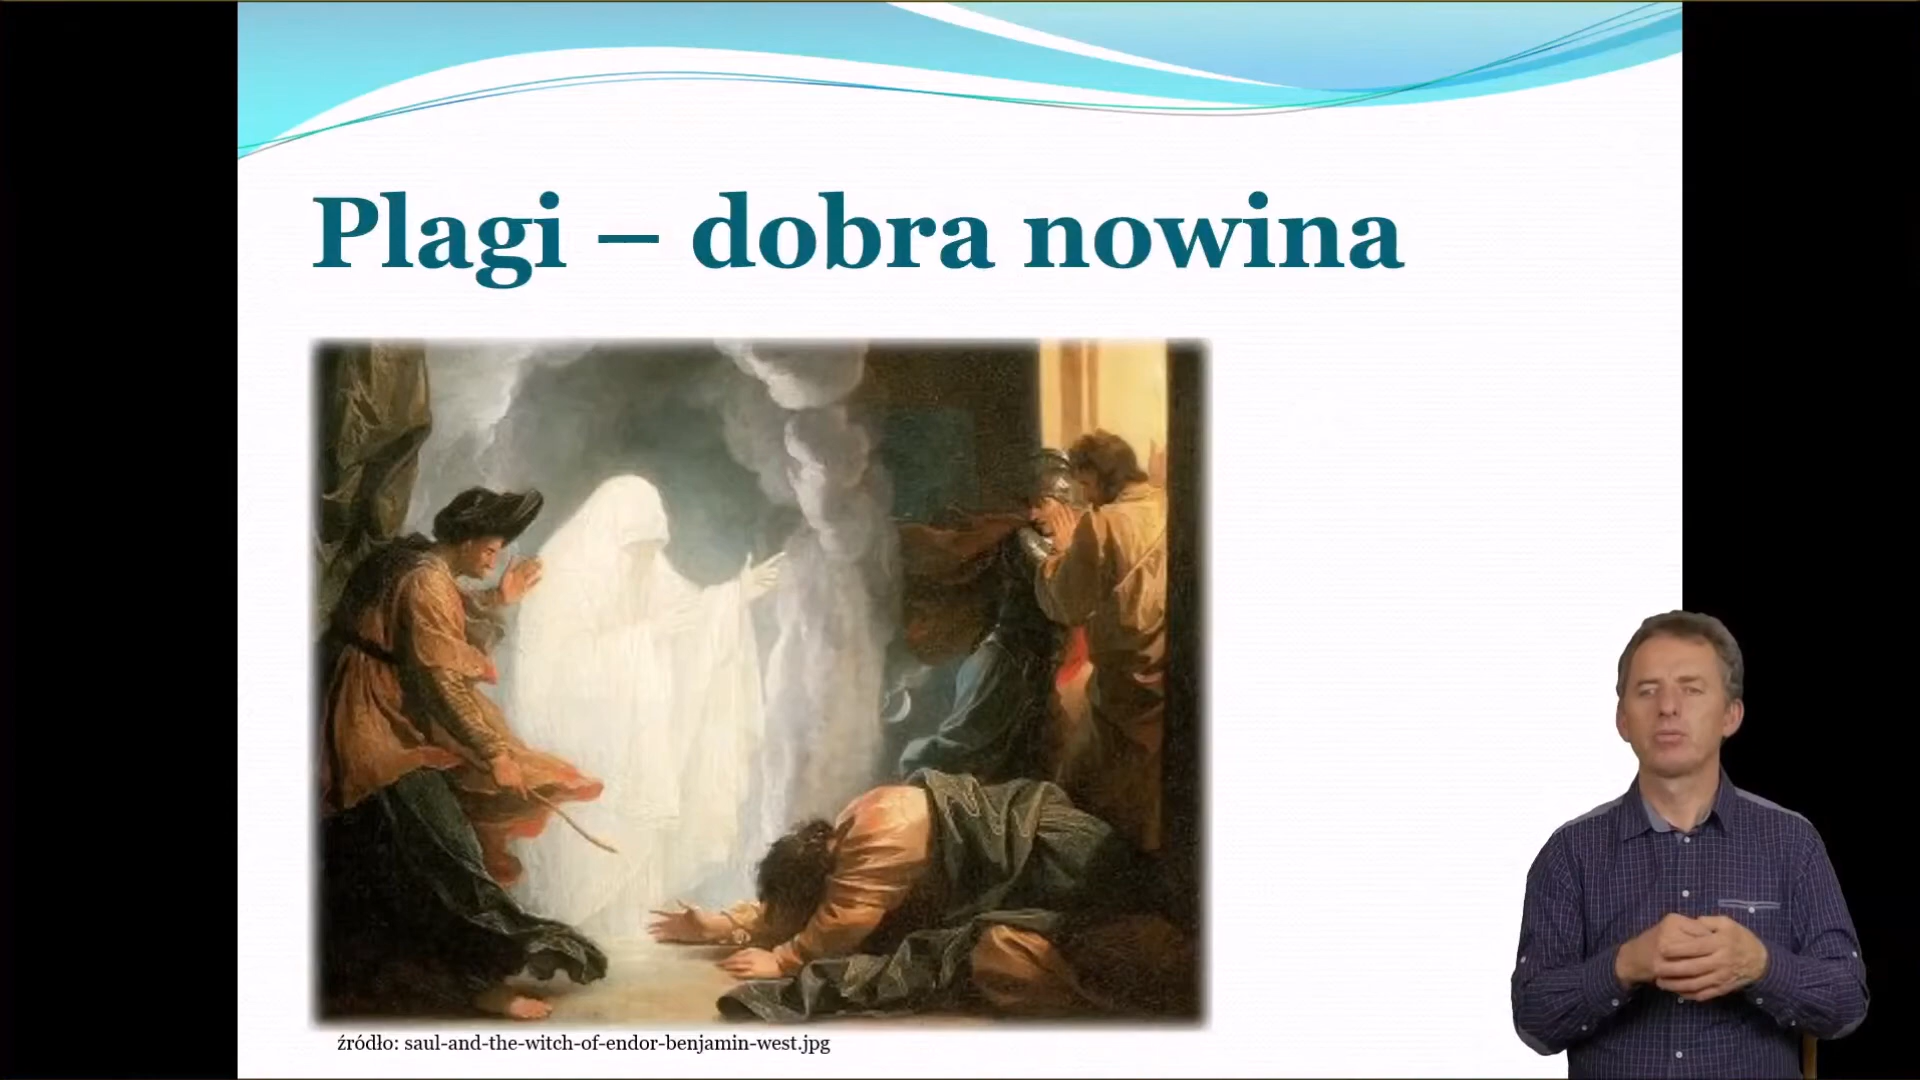 Plagi – dobra nowina
źródło: saul-and-the-witch-of-endor-benjamin-west.jpg